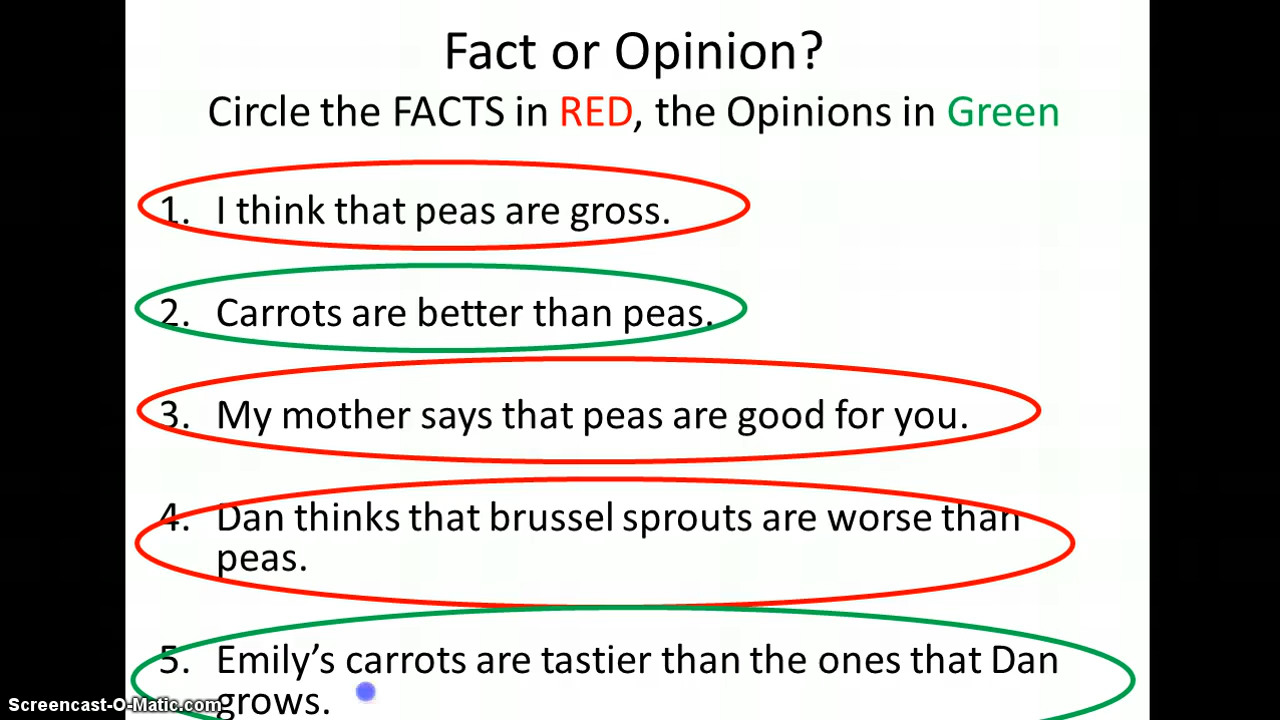 Fact or Opinion?
Circle the FACTS in RED, the Opinions in Green
1. I think that peas are gross.
2. Carrots are better than peas.
3. My mother says that peas are good for you.
4. Dan thinks that brussel sprouts are worse than
peas.
5. Emily’s carrots are tastier than the ones that Dan
grows.
Screencast-O-Matic.com